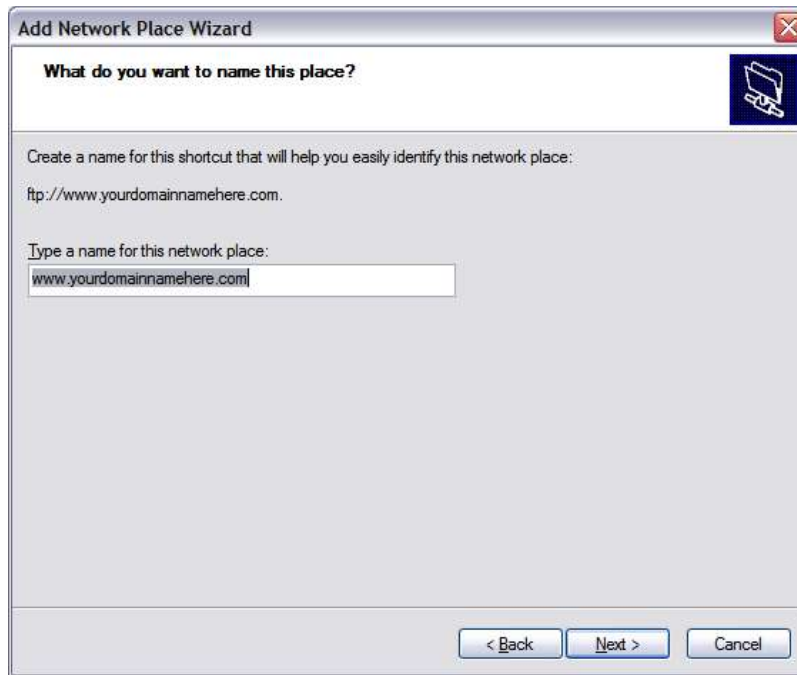 Add Network Place Wizard
What do you want to name this place?
Create a name for this shortcut that will help you easily identify this network place:
ftp://www.yourdomainnamehere.com.
Type a name for this network place:
www.yourdomainnamehere.com
< Back Next > Cancel